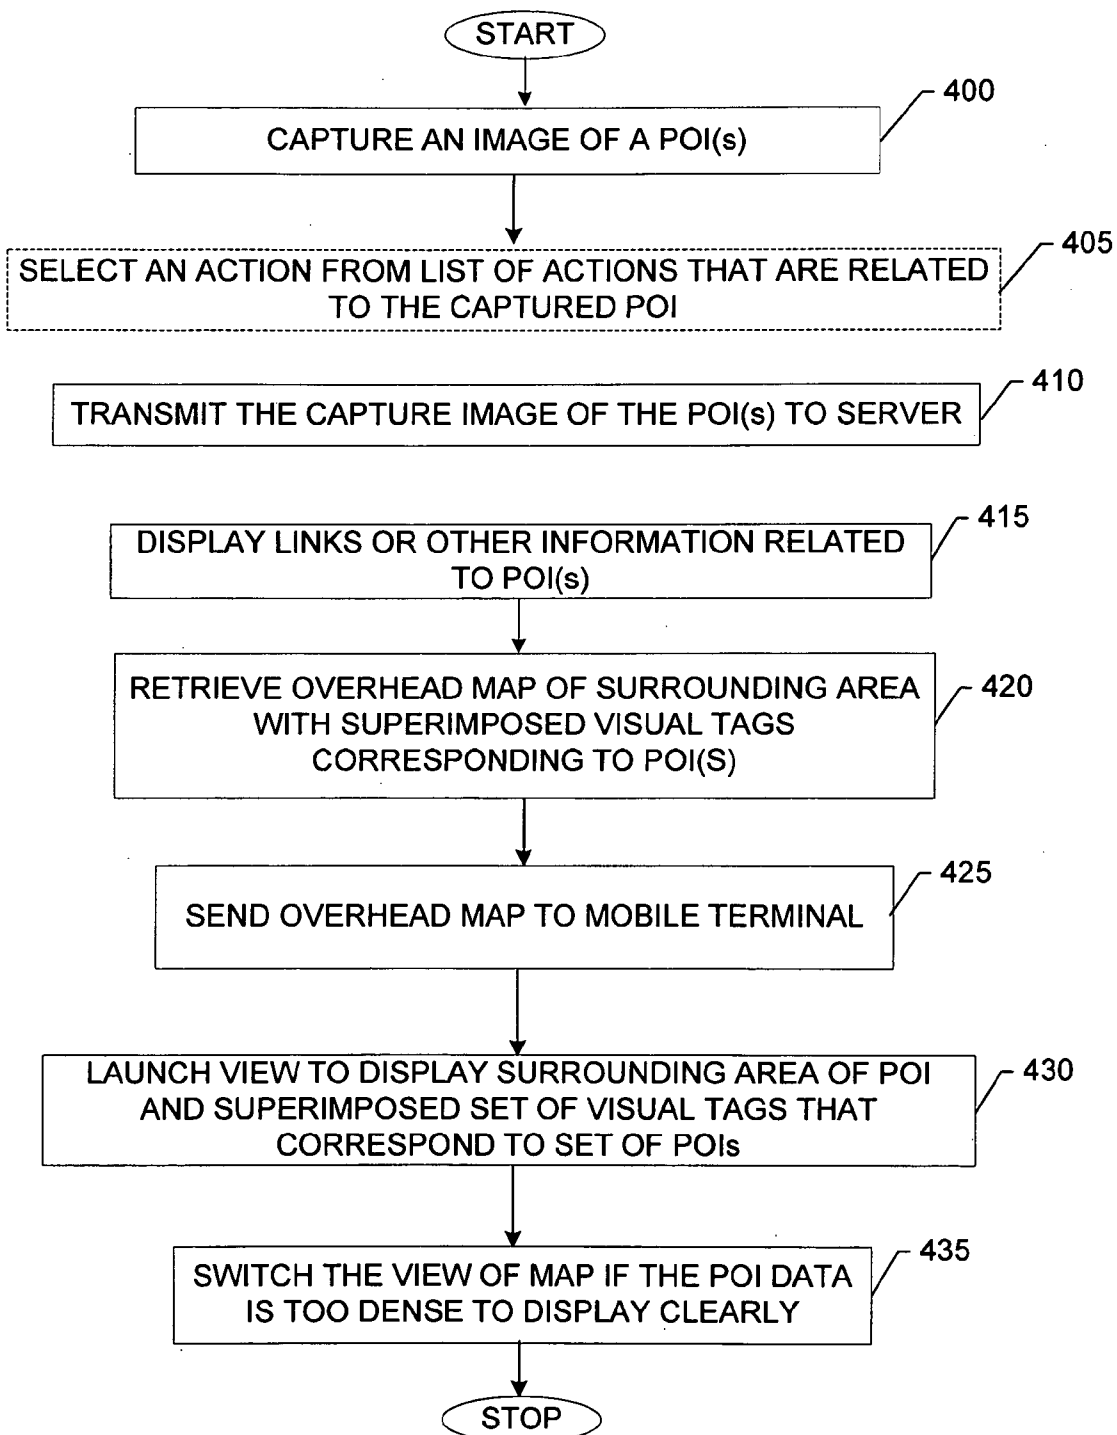 START
400
CAPTURE AN IMAGE OF A POI(s)
405
SELECT AN ACTION FROM LIST OF ACTIONS THAT ARE RELATED
TO THE CAPTURED POI
410
TRANSMIT THE CAPTURE IMAGE OF THE POI(s) TO SERVER
415
DISPLAY LINKS OR OTHER INFORMATION RELATED
TO POI(s)
420
RETRIEVE OVERHEAD MAP OF SURROUNDING AREA
WITH SUPERIMPOSED VISUAL TAGS
CORRESPONDING TO POI(S)
425
SEND OVERHEAD MAP TO MOBILE TERMINAL
430
LAUNCH VIEW TO DISPLAY SURROUNDING AREA OF POI
AND SUPERIMPOSED SET OF VISUAL TAGS THAT
CORRESPOND TO SET OF POIs
435
SWITCH THE VIEW OF MAP IF THE POI DATA
IS TOO DENSE TO DISPLAY CLEARLY
STOP